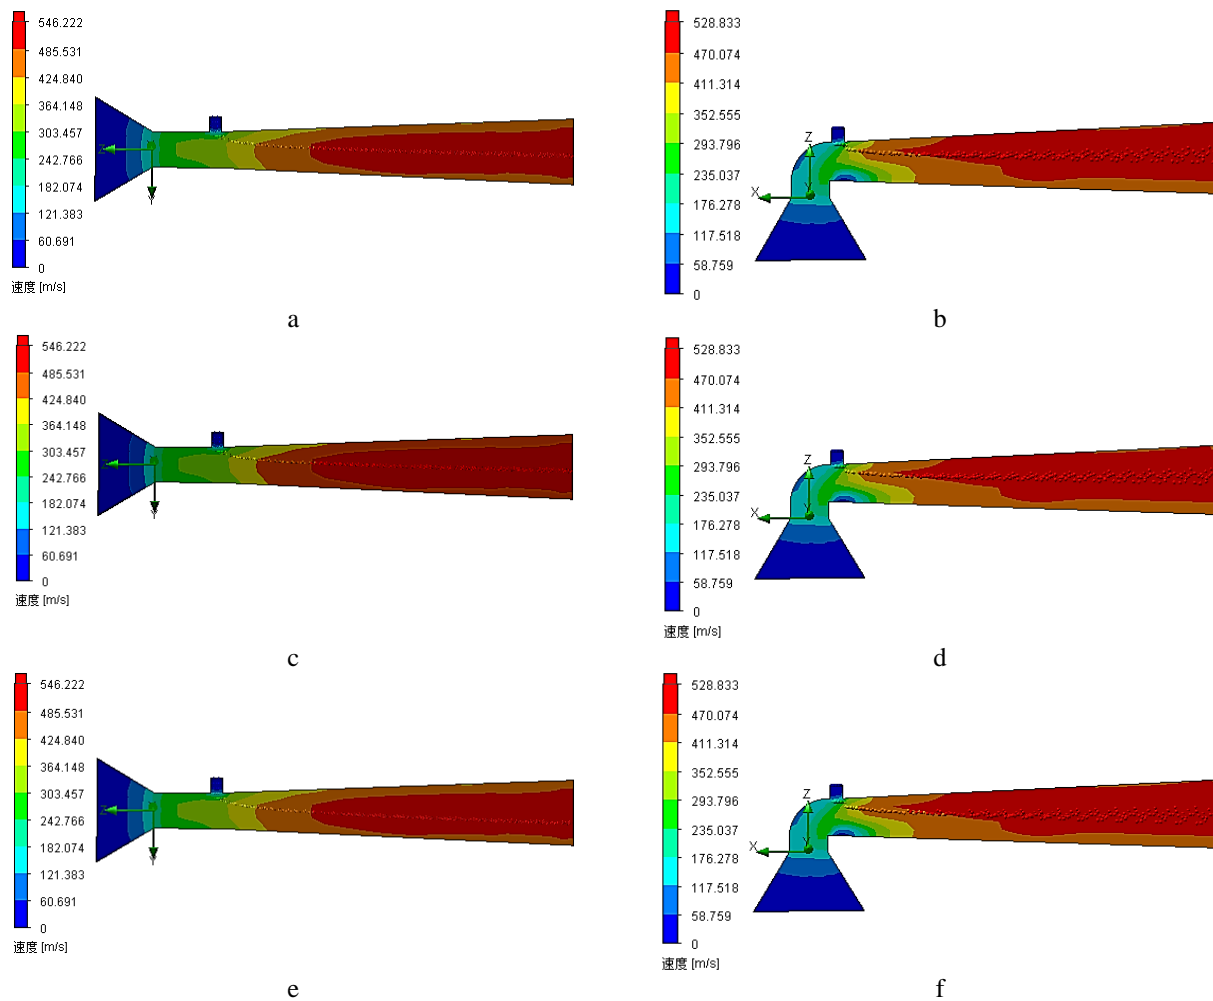 546.222
485.531
424.840
364.148
303.457
242.766
182.074
121.383
60.691
0
速度 [m/s]
Z
Y
a
528.833
470.074
411.314
352.555
293.796
235.037
176.278
117.518
58.759
0
Z
X
Y
b
546.222
485.531
424.840
364.148
303.457
242.766
182.074
121.383
60.691
0
速度 [m/s]
Z
Y
c
528.833
470.074
411.314
352.555
293.796
235.037
176.278
117.518
58.759
0
速度 [m/s]
Z
X
Y
d
546.222
485.531
424.840
364.148
303.457
242.766
182.074
121.383
60.691
0
速度 [m/s]
Z
Y
e
528.833
470.074
411.314
352.555
293.796
235.037
176.278
117.518
58.759
0
速度 [m/s]
Z
X
Y
f